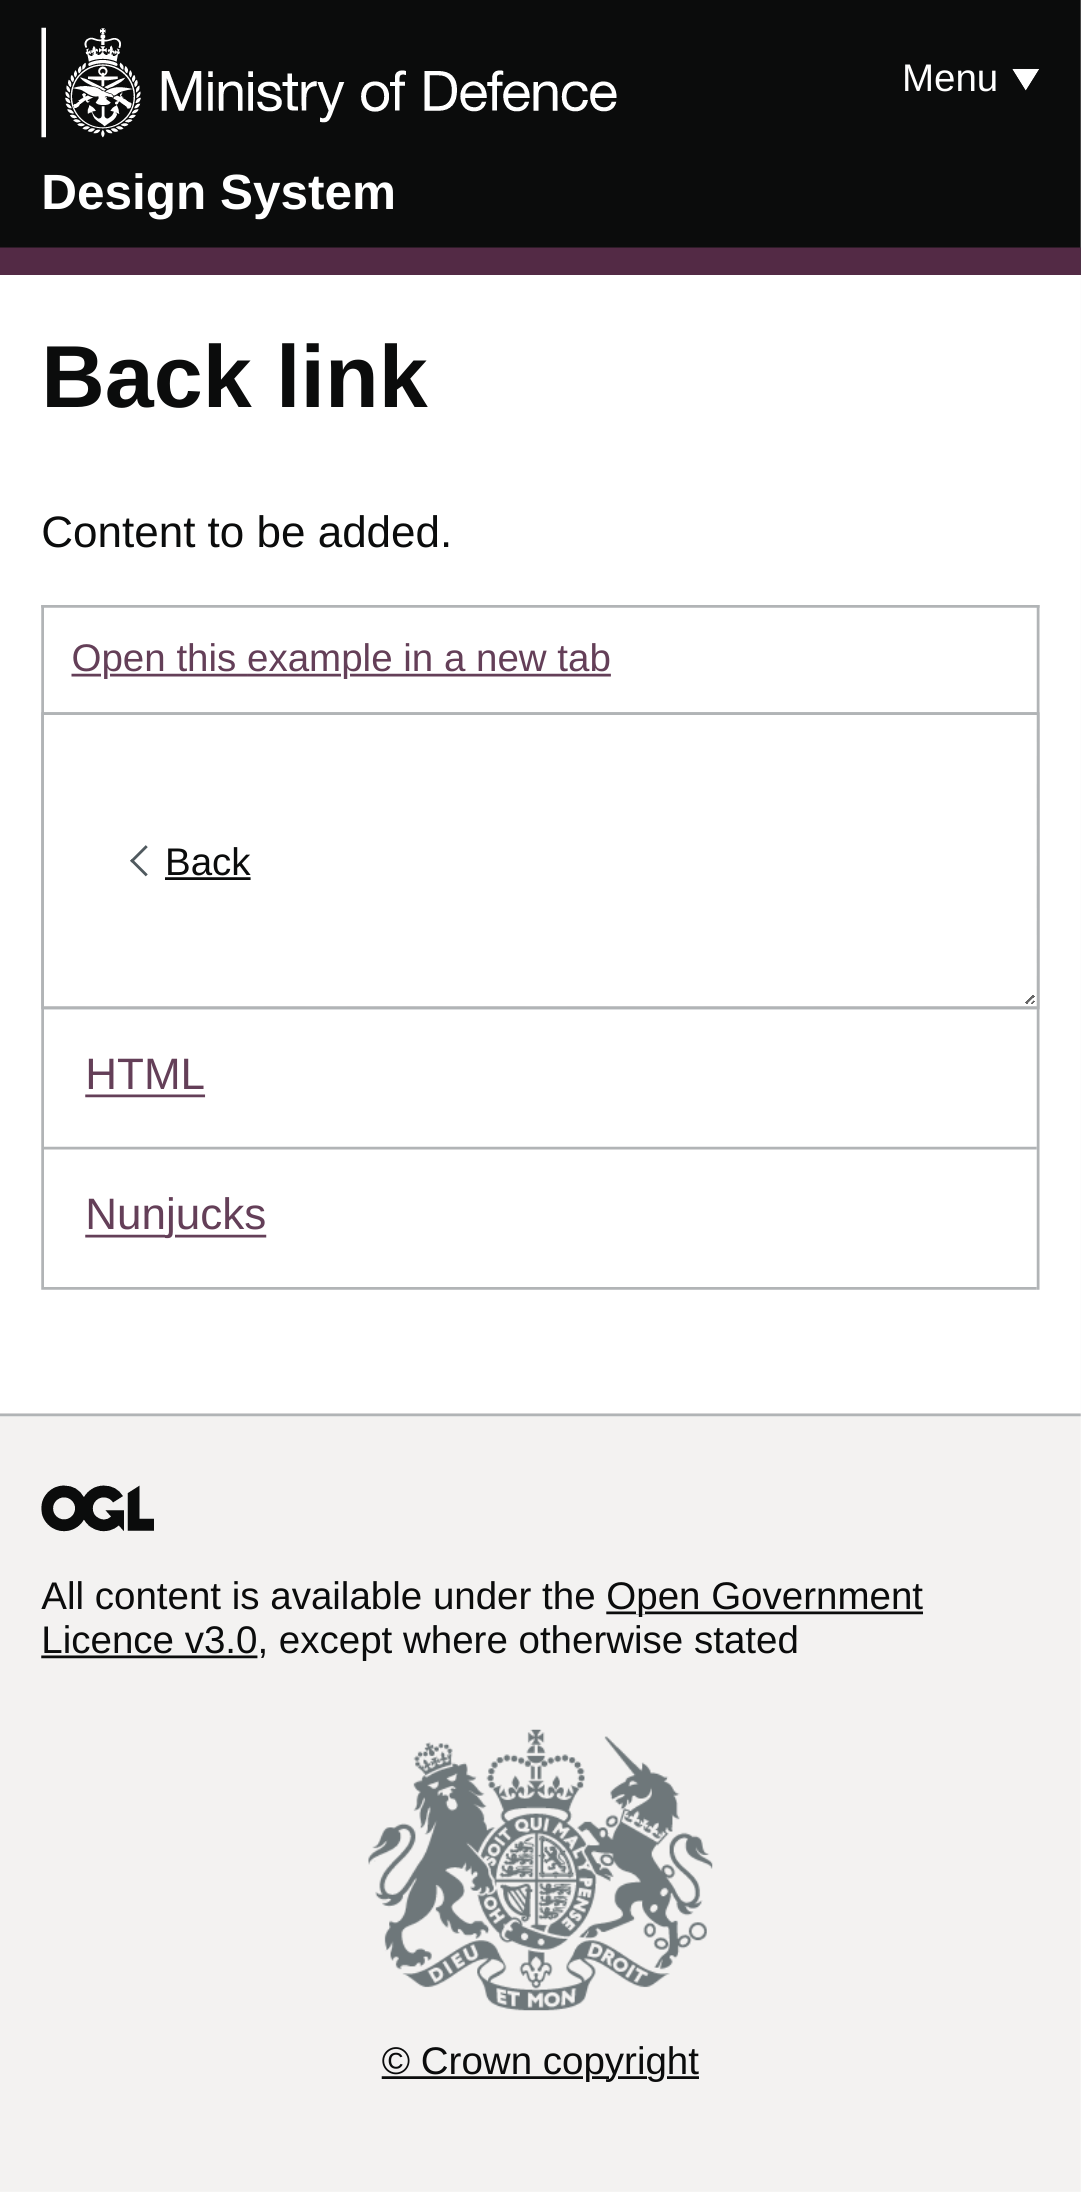 Ministry of Defence
Menu ▼
Design System
Back link
Content to be added.
Open this example in a new tab
Back
HTML
Nunjucks
OGL
All content is available under the Open Government
Licence v3.0, except where otherwise stated
SOIT QUI MAL Y PENSE
HO
DIEU ET MON DROIT
© Crown copyright